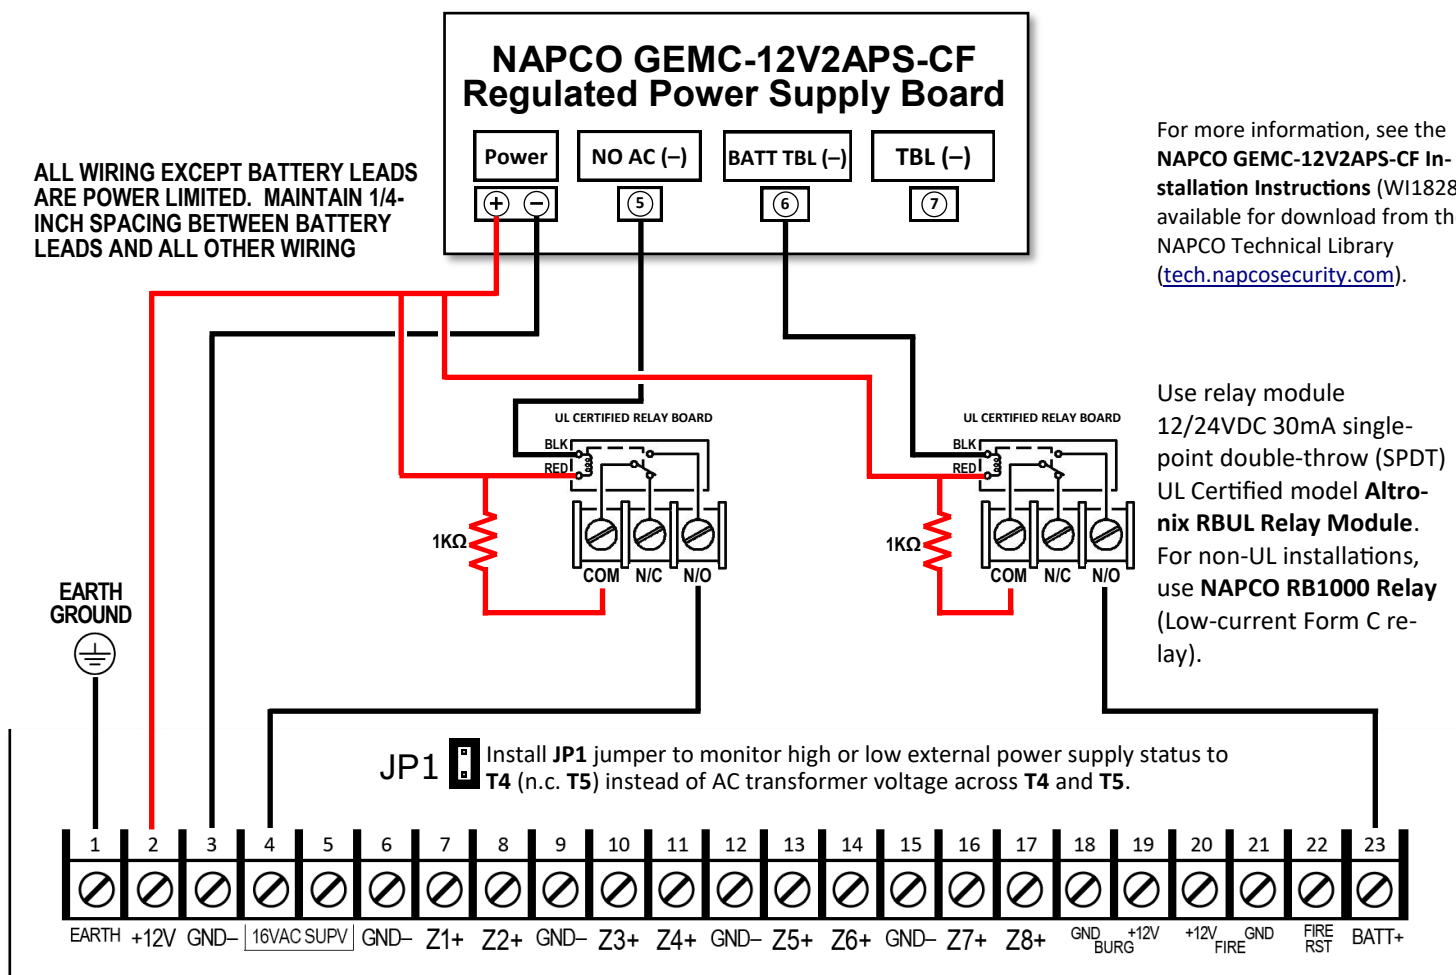 NAPCO GEMC-12V2APS-CF
Regulated Power Supply Board
Power
NO AC (–)
BATT TBL (–)
TBL (–)
+
–
5
6
7
ALL WIRING EXCEPT BATTERY LEADS
ARE POWER LIMITED. MAINTAIN 1/4-
INCH SPACING BETWEEN BATTERY
LEADS AND ALL OTHER WIRING
For more information, see the
NAPCO GEMC-12V2APS-CF In-
stallation Instructions (WI1828
available for download from th
NAPCO Technical Library
(tech.napcosecurity.com).
UL CERTIFIED RELAY BOARD
BLK
RED
1KΩ
COM N/C N/O
UL CERTIFIED RELAY BOARD
BLK
RED
1KΩ
COM N/C N/O
Use relay module
12/24VDC 30mA single-
point double-throw (SPDT)
UL Certified model Altro-
nix RBUL Relay Module.
For non-UL installations,
use NAPCO RB1000 Relay
(Low-current Form C re-
lay).
EARTH
GROUND
JP1
Install JP1 jumper to monitor high or low external power supply status to
T4 (n.c. T5) instead of AC transformer voltage across T4 and T5.
1 2 3 4 5 6 7 8 9 10 11 12 13 14 15 16 17 18 19 20 21 22 23
EARTH +12V GND– 16VAC SUPV GND– Z1+ Z2+ GND– Z3+ Z4+ GND– Z5+ Z6+ GND– Z7+ Z8+ GND +12V +12V GND FIRE BATT+
BURG FIRE RST